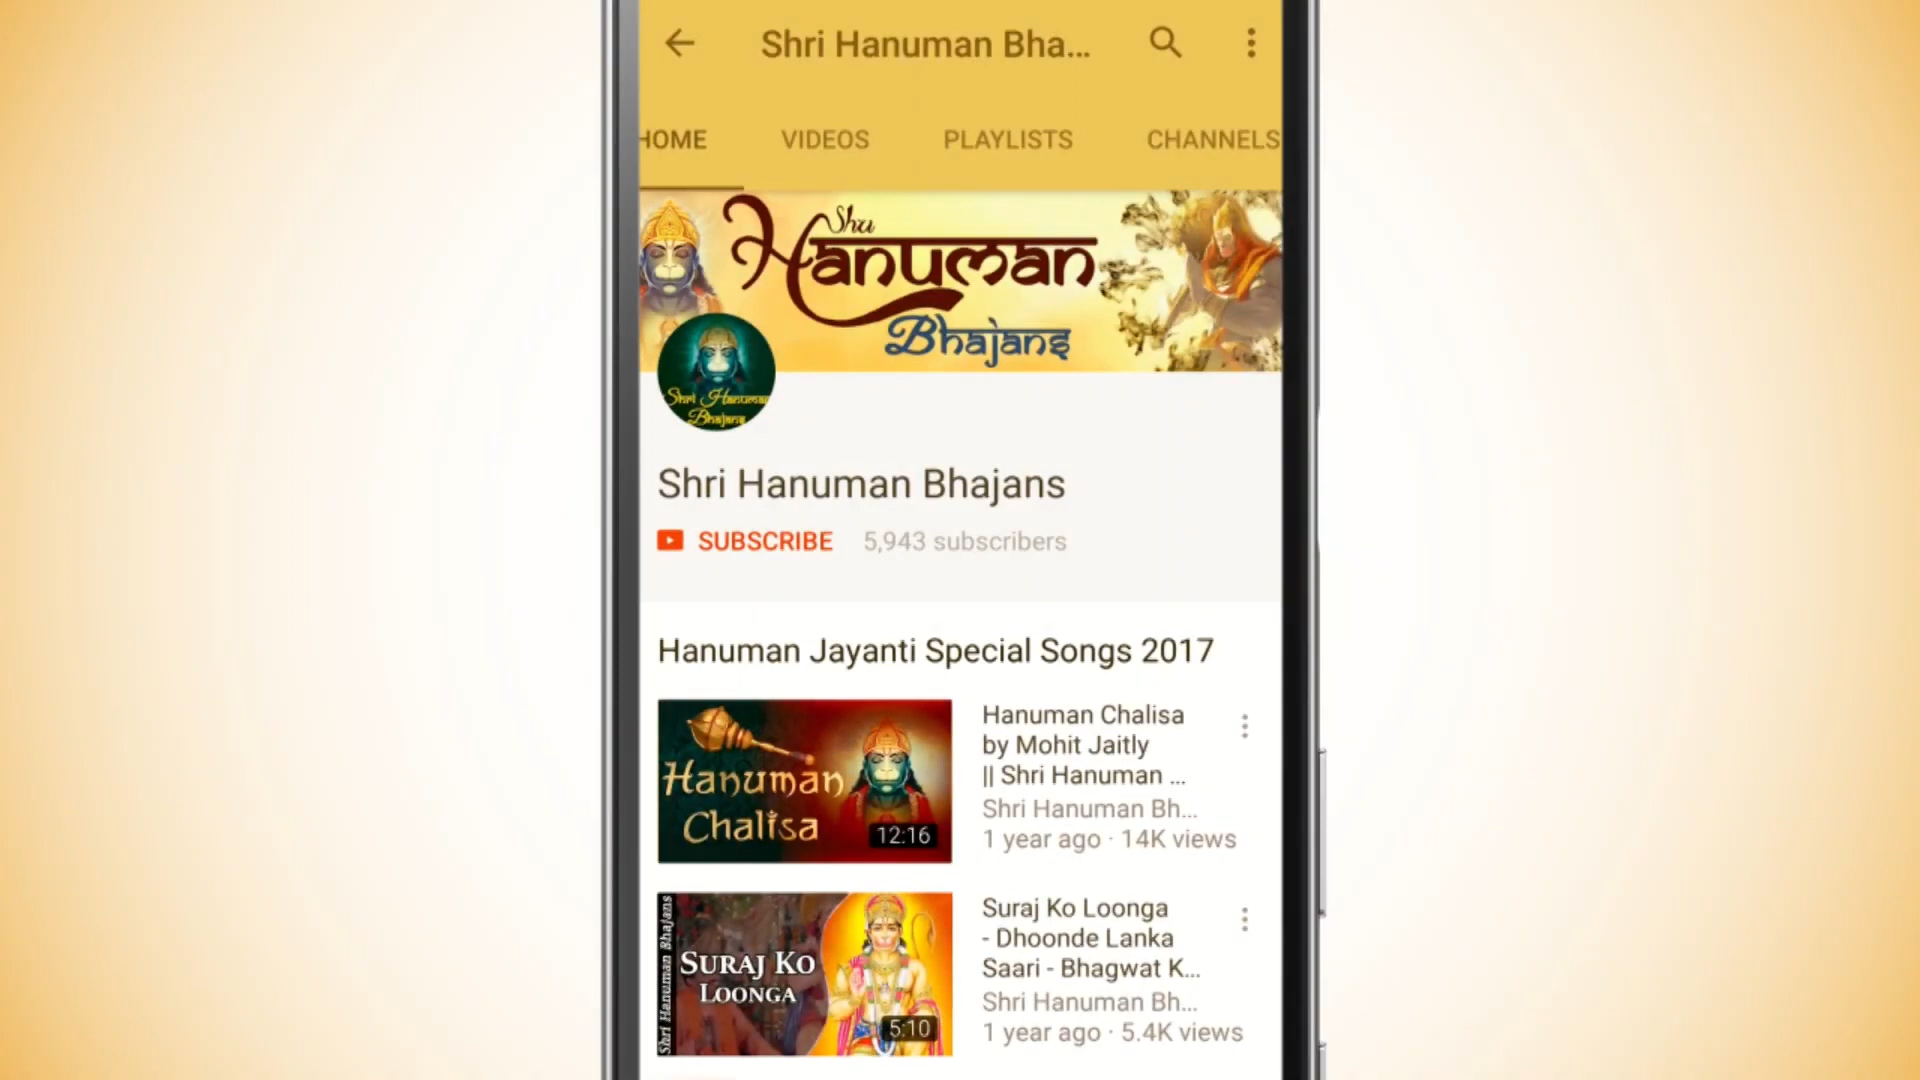 Shri Hanuman Bha...
HOME VIDEOS PLAYLISTS CHANNELS
Shri
Hanuman
Bhajans
Shri Hanuman
Bhajans
Shri Hanuman Bhajans
SUBSCRIBE 5,943 subscribers
Hanuman Jayanti Special Songs 2017
Hanuman
Chalisa
12:16
Hanuman Chalisa
by Mohit Jaitly
|| Shri Hanuman ...
Shri Hanuman Bh...
1 year ago · 14K views
Shri Hanuman Bhajans
SURAJ KO
LOONGA
5:10
Suraj Ko Loonga
- Dhoonde Lanka
Saari - Bhagwat K...
Shri Hanuman Bh...
1 year ago · 5.4K views